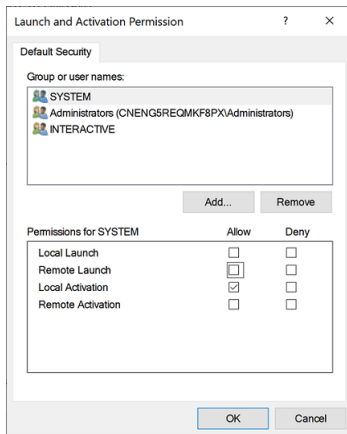 Launch and Activation Permission ? ×
Default Security
Group or user names:
SYSTEM
Administrators (CNENG5REQMKF8PX\Administrators)
INTERACTIVE
Add... Remove
Permissions for SYSTEM Allow Deny
Local Launch
Remote Launch
Local Activation
Remote Activation
OK Cancel